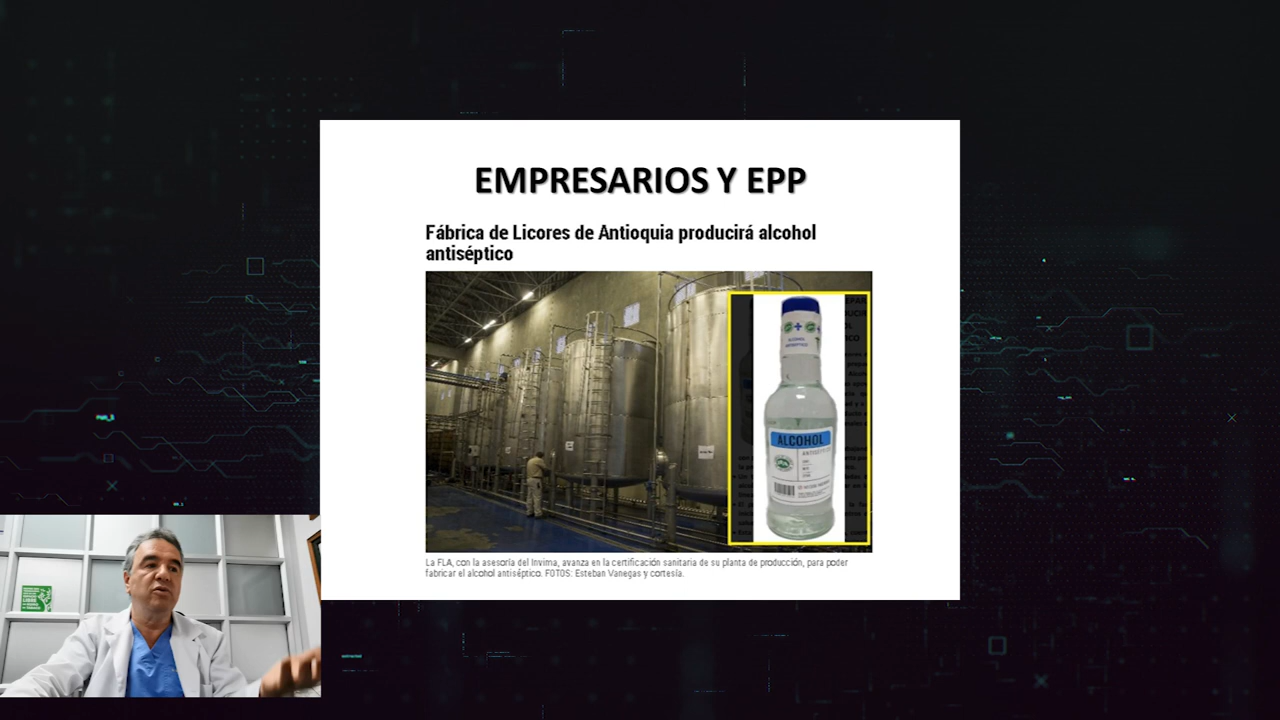 EMPRESARIOS Y EPP
Fábrica de Licores de Antioquia producirá alcohol
antiséptico
ALCOHOL
ALCOHOL
La FLA, con la asesoría del Invima, avanza en la certificación sanitaria de su planta de producción, para poder
fabricar el alcohol antiséptico. FOTOS: Esteban Vanegas y cortesía.
LIBRE